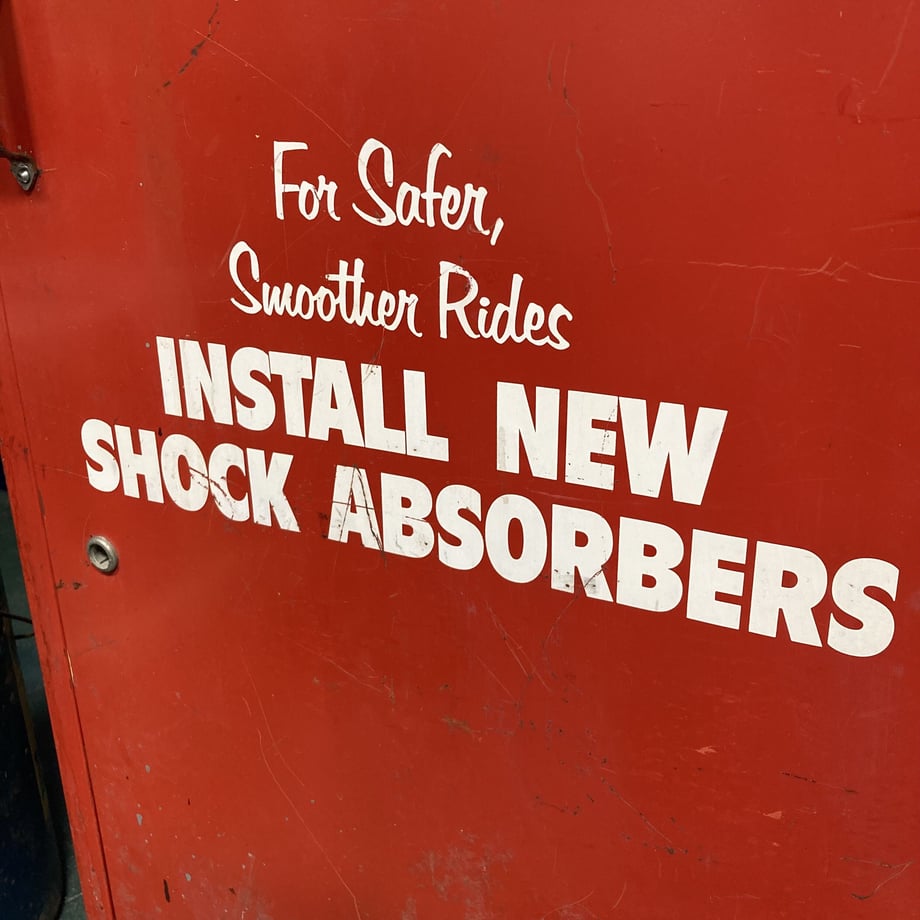 For Safer,
Smoother Rides
INSTALL NEW
SHOCK ABSORBERS